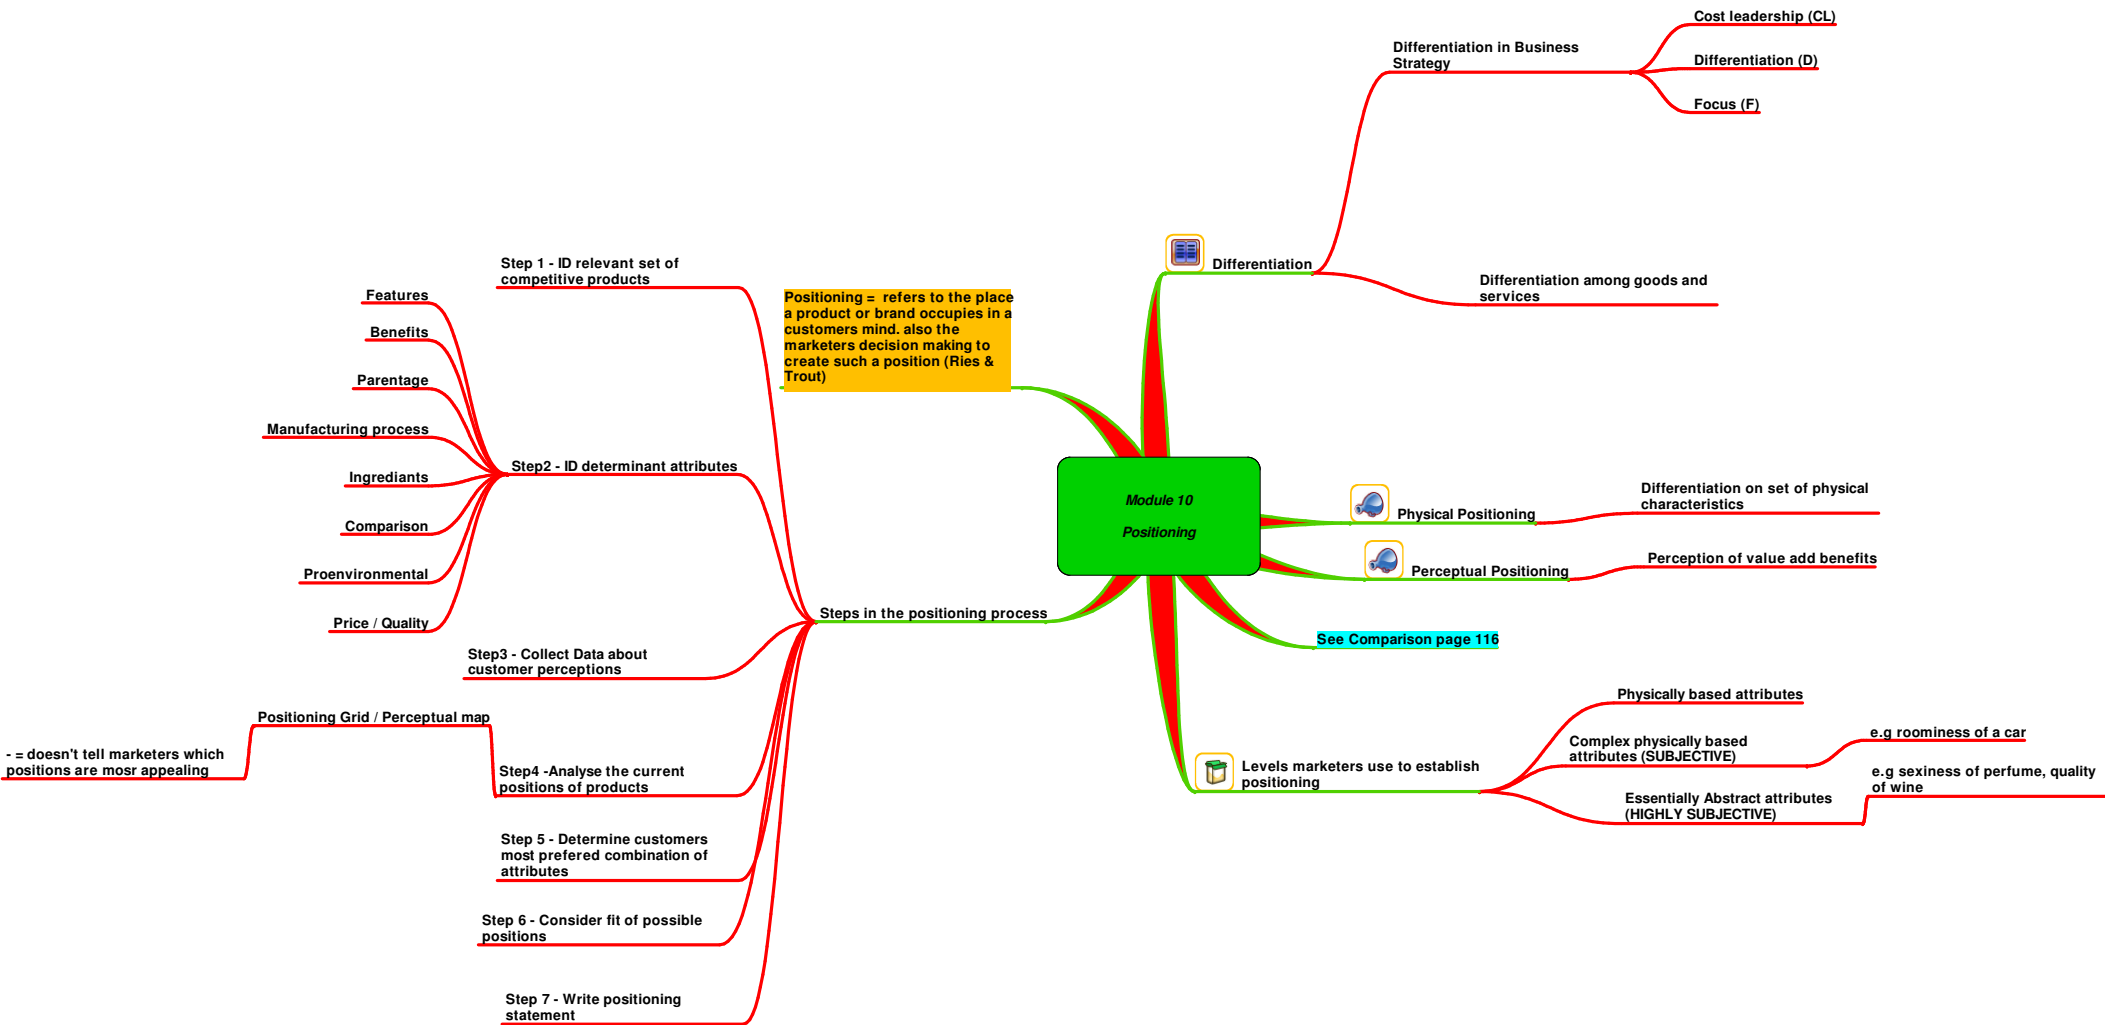 Module 10
Positioning
Differentiation
Differentiation in Business
Strategy
Cost leadership (CL)
Differentiation (D)
Focus (F)
Differentiation among goods and
services
Physical Positioning
Differentiation on set of physical
characteristics
Perceptual Positioning
Perception of value add benefits
See Comparison page 116
Levels marketers use to establish
positioning
Physically based attributes
Complex physically based
attributes (SUBJECTIVE)
e.g roominess of a car
Essentially Abstract attributes
(HIGHLY SUBJECTIVE)
e.g sexiness of perfume, quality
of wine
Positioning = refers to the place
a product or brand occupies in a
customers mind. also the
marketers decision making to
create such a position (Ries &
Trout)
Steps in the positioning process
Step 1 - ID relevant set of
competitive products
Step2 - ID determinant attributes
Features
Benefits
Parentage
Manufacturing process
Ingrediants
Comparison
Proenvironmental
Price / Quality
Step3 - Collect Data about
customer perceptions
Step4 -Analyse the current
positions of products
Positioning Grid / Perceptual map
- = doesn't tell marketers which
positions are mosr appealing
Step 5 - Determine customers
most prefered combination of
attributes
Step 6 - Consider fit of possible
positions
Step 7 - Write positioning
statement